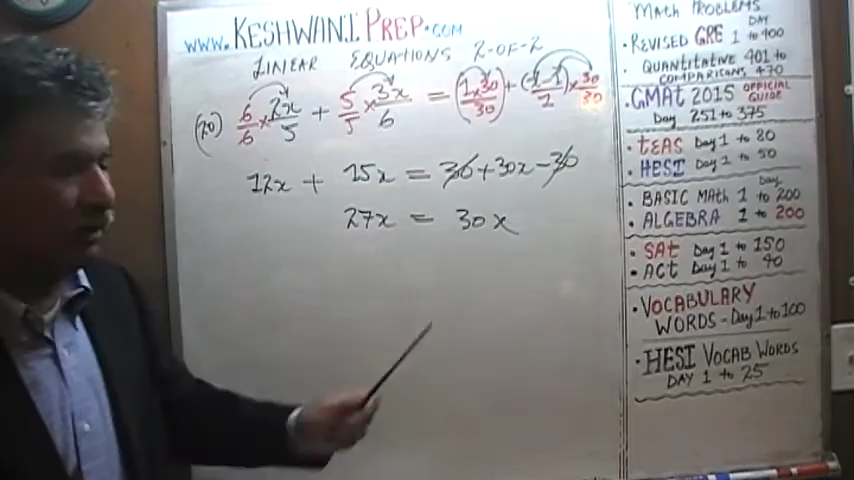 www.KESHWANIPREP.COM
LINEAR EQUATIONS 2-OF-2
(20) 6/6 × 2x/5 + 5/5 × 3x/6 = (1 × 30/30) + (x-1)/1 × 30/30
12x + 15x = 30 + 30x - 30
27x = 30x
MATH PROBLEMS
• REVISED GRE DAY 1 to 400
• QUANTITATIVE COMPARISONS 401 to 470
• GMAT 2015 OFFICIAL GUIDE
Day 251 to 375
• TEAS Day 1 to 80
• HESI Day 1 to 50
• BASIC MATH Day 1 to 200
• ALGEBRA 1 to 200
• SAT Day 1 to 150
• ACT Day 1 to 40
• VOCABULARY
WORDS - Day 1 to 100
• HESI VOCAB WORDS
DAY 1 to 25